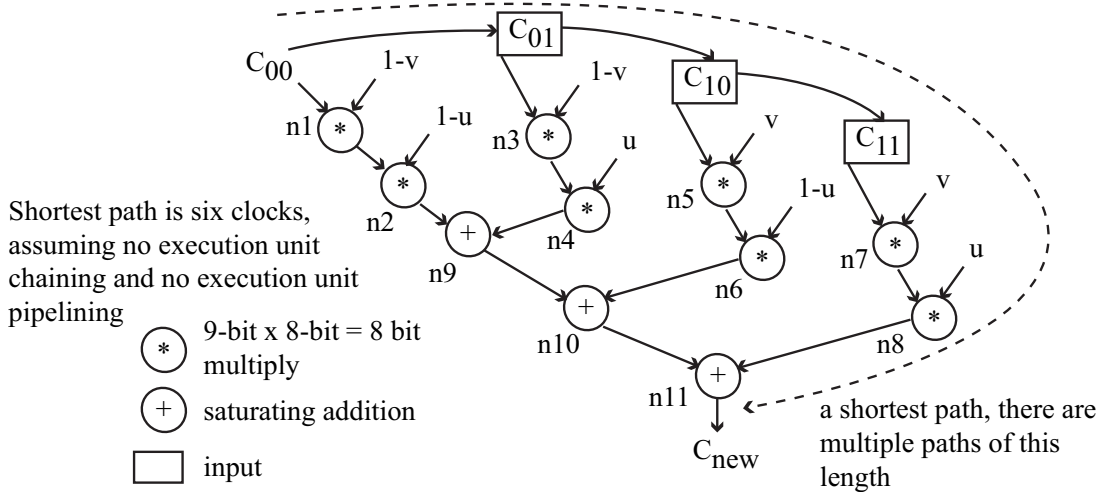 C01
C00
1-v
1-v
C10
1-u
n1
*
n3
*
u
v
C11
*
n2
*
n4
n5
*
1-u
v
Shortest path is six clocks,
assuming no execution unit
chaining and no execution unit
pipelining
+
n9
*
n6
n7
*
u
+
n10
*
n8
* 9-bit x 8-bit = 8 bit
multiply
+ saturating addition
input
+
n11
Cnew
a shortest path, there are
multiple paths of this
length